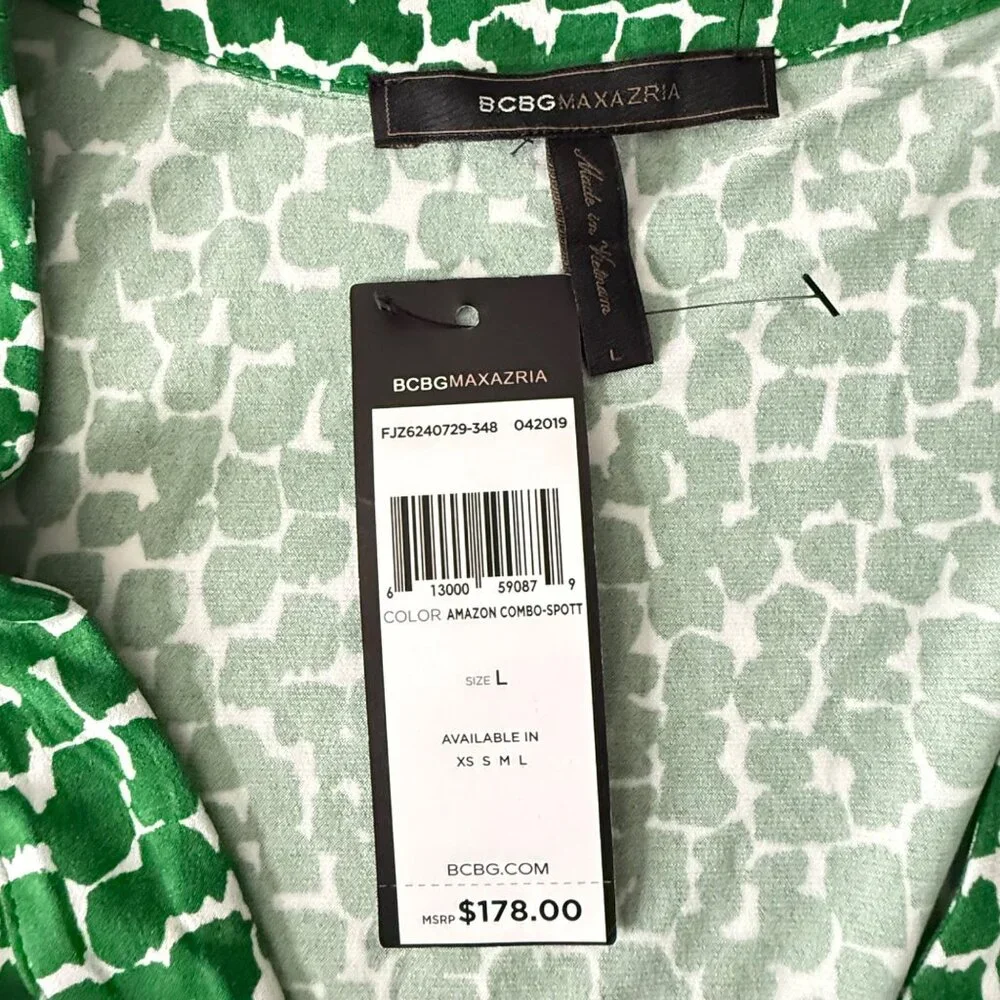 BCBGMAXAZRIA
Made in Vietnam
L
BCBGMAXAZRIA
FJZ6240729-348 042019
6 13000 59087 9
COLOR AMAZON COMBO-SPOTT
SIZE L
AVAILABLE IN
XS S M L
BCBG.COM
MSRP $178.00